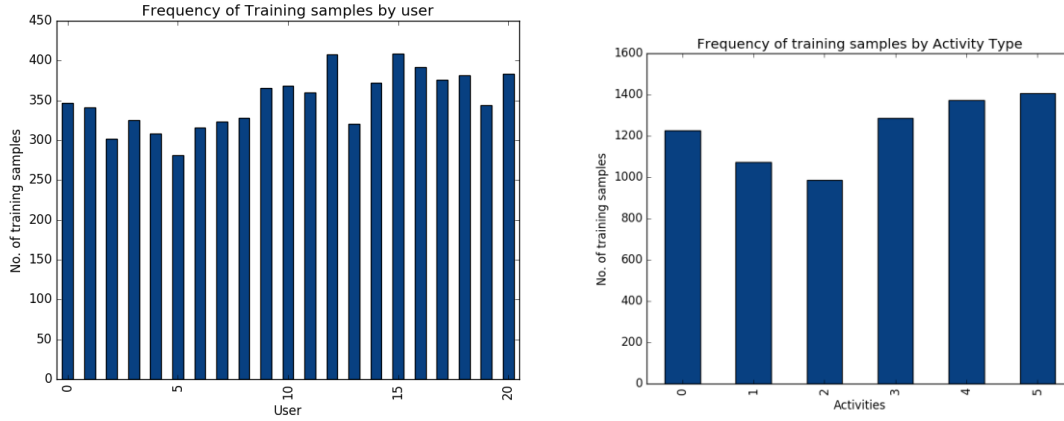 Frequency of Training samples by user
450
400
350
300
250
200
150
100
50
0
No. of training samples
0 5 10 15 20
User
Frequency of training samples by Activity Type
1600
1400
1200
1000
800
600
400
200
0
No. of training samples
0 1 2 3 4 5
Activities